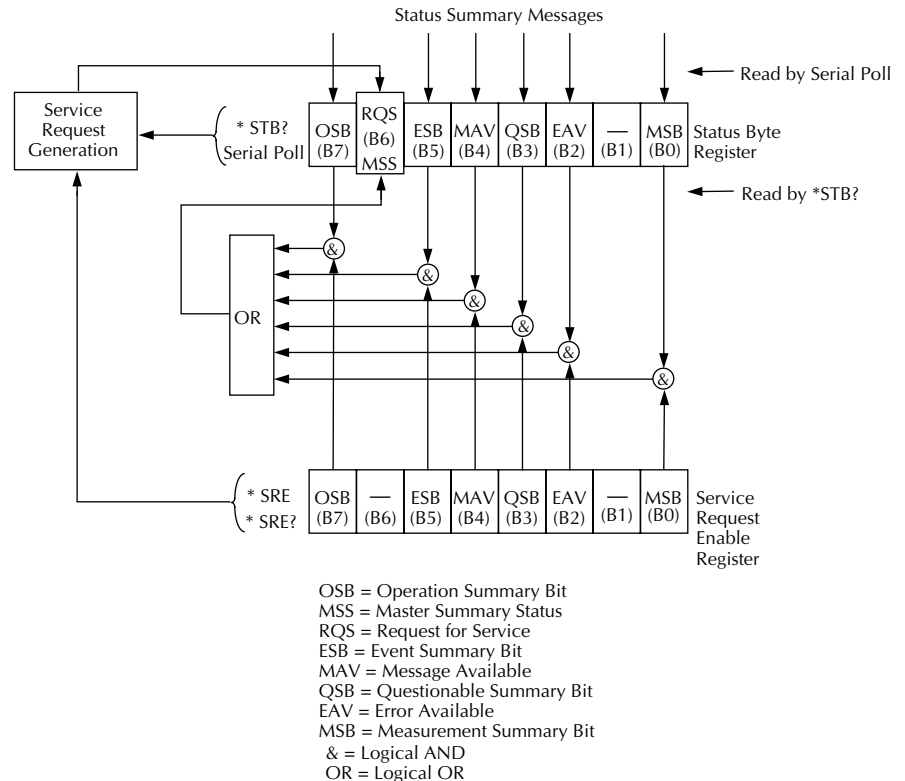 Status Summary Messages
Read by Serial Poll
Service
Request
Generation
* STB?
Serial Poll
OSB
(B7)
RQS
(B6)
MSS
ESB
(B5)
MAV
(B4)
QSB
(B3)
EAV
(B2)
—
(B1)
MSB
(B0)
Status Byte
Register
Read by *STB?
&
&
&
&
&
&
OR
* SRE
* SRE?
OSB
(B7)
—
(B6)
ESB
(B5)
MAV
(B4)
QSB
(B3)
EAV
(B2)
—
(B1)
MSB
(B0)
Service
Request
Enable
Register
OSB = Operation Summary Bit
MSS = Master Summary Status
RQS = Request for Service
ESB = Event Summary Bit
MAV = Message Available
QSB = Questionable Summary Bit
EAV = Error Available
MSB = Measurement Summary Bit
& = Logical AND
OR = Logical OR